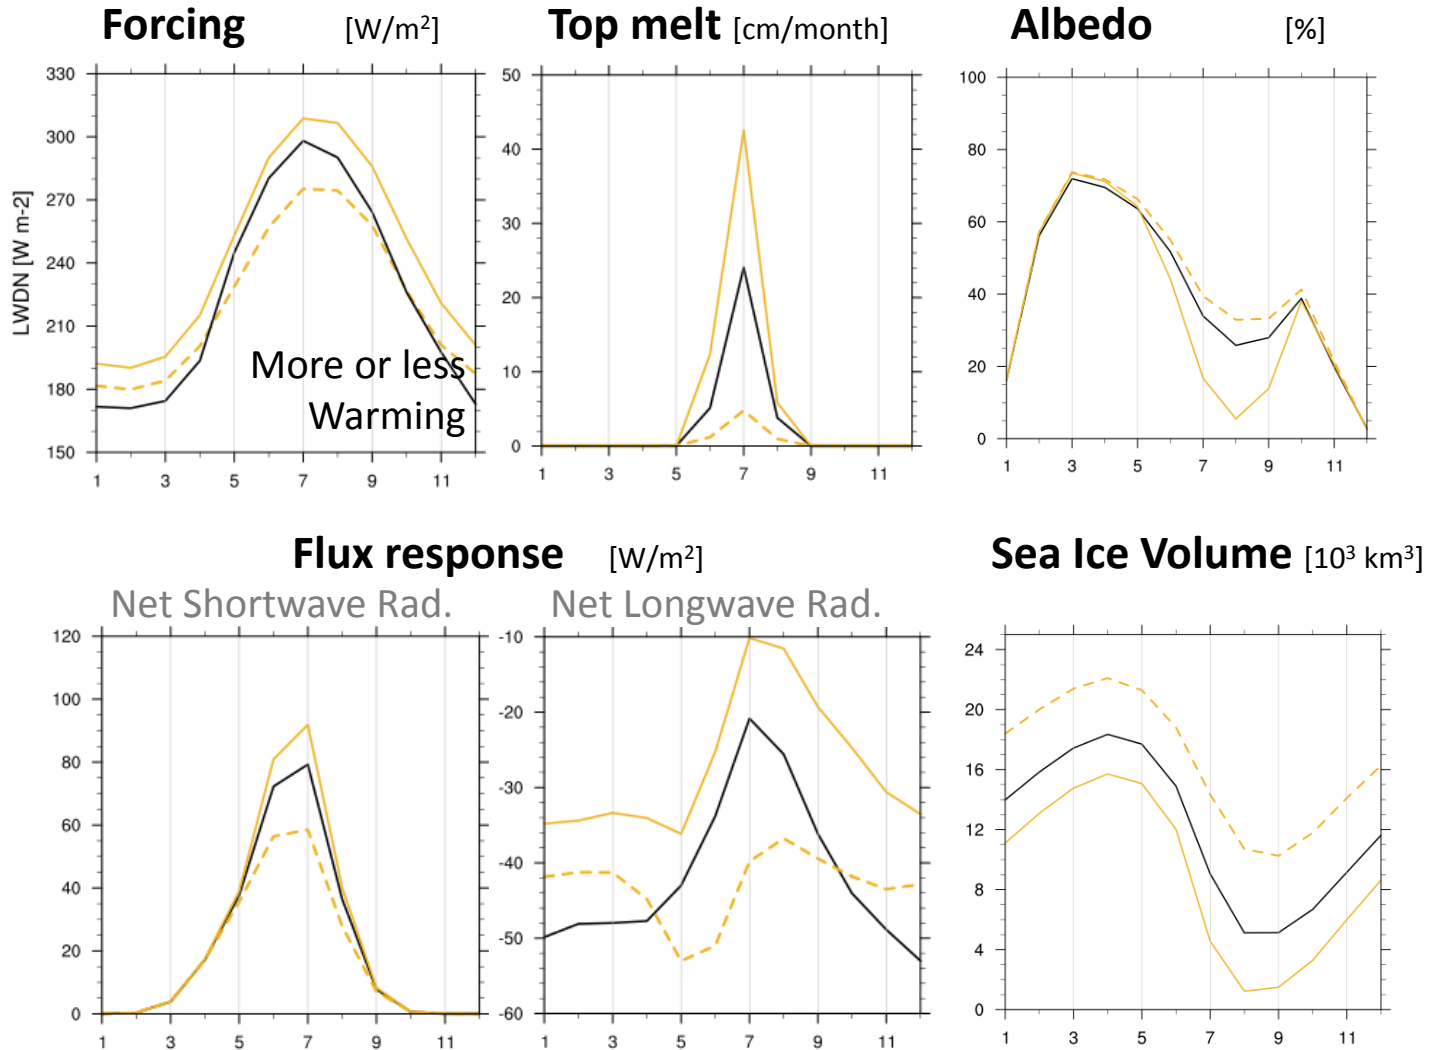 Forcing [W/m²]
LWDN [W m-2]
330
300
270
240
210
180
150
1 3 5 7 9 11
More or less
Warming
Top melt [cm/month]
50
40
30
20
10
0
1 3 5 7 9 11
Albedo [%]
100
80
60
40
20
0
1 3 5 7 9 11
Flux response [W/m²]
Net Shortwave Rad.
120
100
80
60
40
20
0
1 3 5 7 9 11
Net Longwave Rad.
-10
-20
-30
-40
-50
-60
1 3 5 7 9 11
Sea Ice Volume [10³ km³]
24
20
16
12
8
4
0
1 3 5 7 9 11